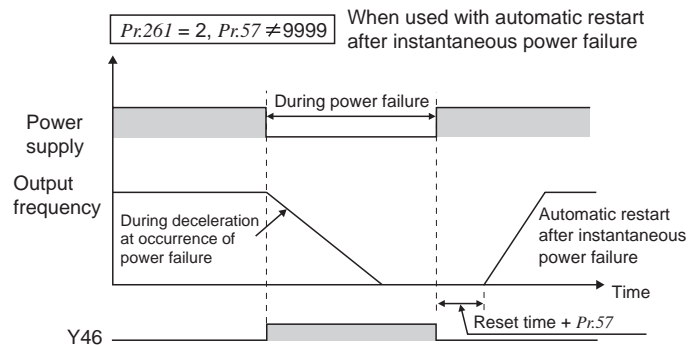 Pr.261 = 2, Pr.57 ≠9999
When used with automatic restart
after instantaneous power failure
During power failure
Power
supply
Output
frequency
During deceleration
at occurrence of
power failure
Automatic restart
after instantaneous
power failure
Time
Reset time + Pr.57
Y46